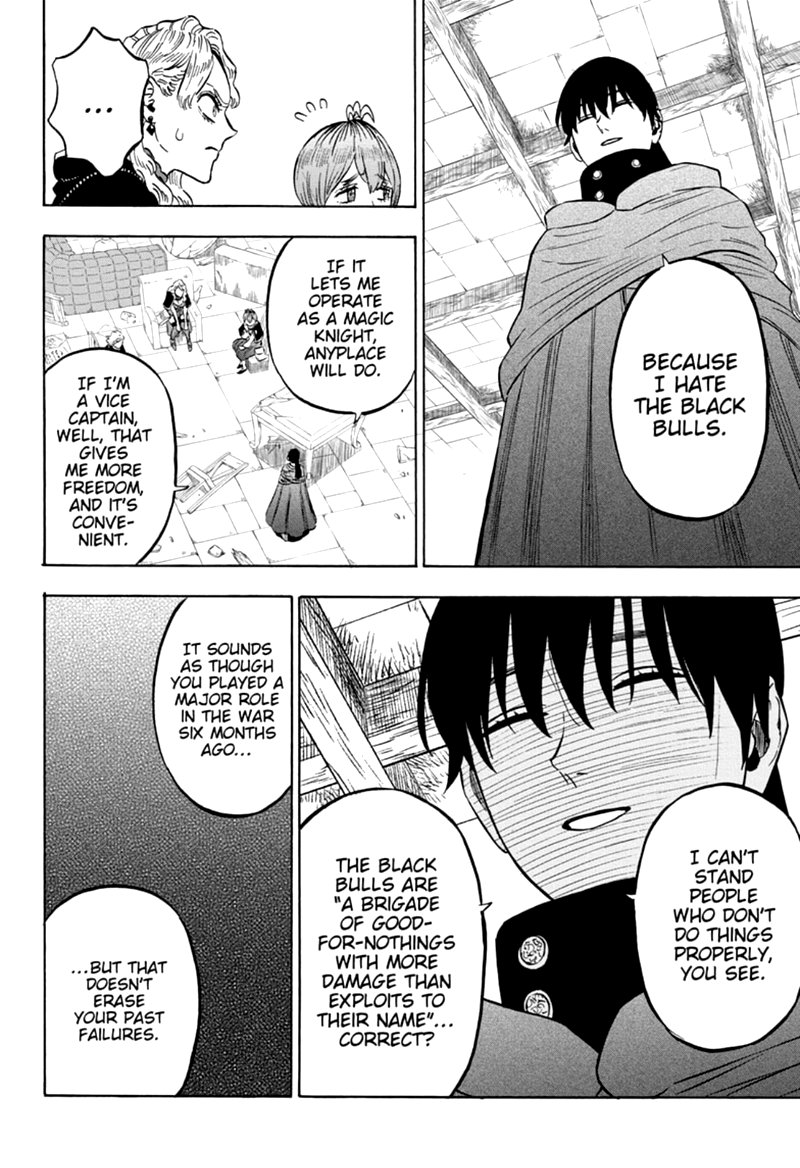 BECAUSE
I HATE
THE BLACK
BULLS.
...
IF IT
LETS ME
OPERATE
AS A MAGIC
KNIGHT,
ANYPLACE
WILL DO.
IF I'M
A VICE
CAPTAIN,
WELL, THAT
GIVES
ME MORE
FREEDOM,
AND IT'S
CONVE-
NIENT.
I CAN'T
STAND
PEOPLE
WHO DON'T
DO THINGS
PROPERLY,
YOU SEE.
THE BLACK
BULLS ARE
"A BRIGADE
OF GOOD-
FOR-NOTHINGS
WITH MORE
DAMAGE THAN
EXPLOITS TO
THEIR NAME"...
CORRECT?
IT SOUNDS
AS THOUGH
YOU PLAYED A
MAJOR ROLE
IN THE WAR
SIX MONTHS
AGO...
...BUT THAT
DOESN'T
ERASE
YOUR PAST
FAILURES.